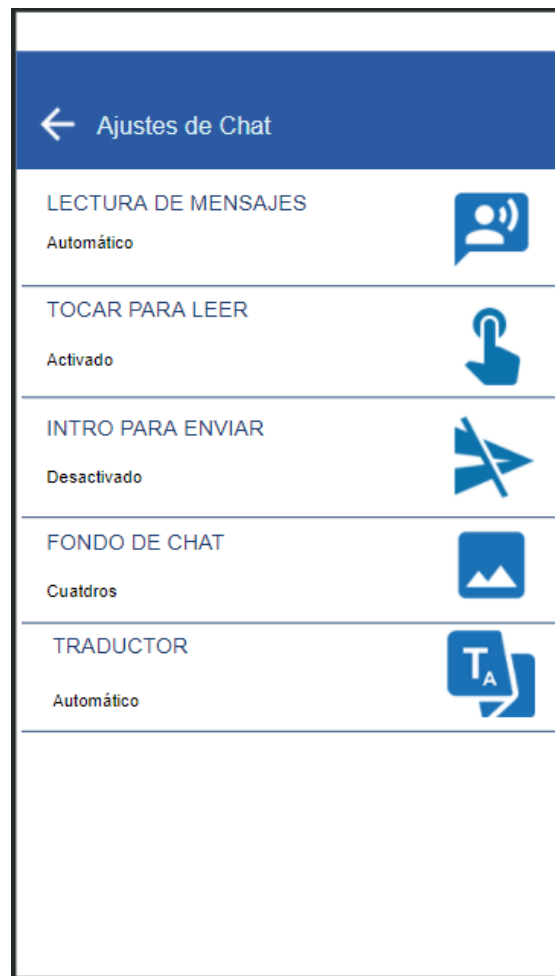 Ajustes de Chat
LECTURA DE MENSAJES
Automático
TOCAR PARA LEER
Activado
INTRO PARA ENVIAR
Desactivado
FONDO DE CHAT
Cuatdros
TRADUCTOR
Automático
TA